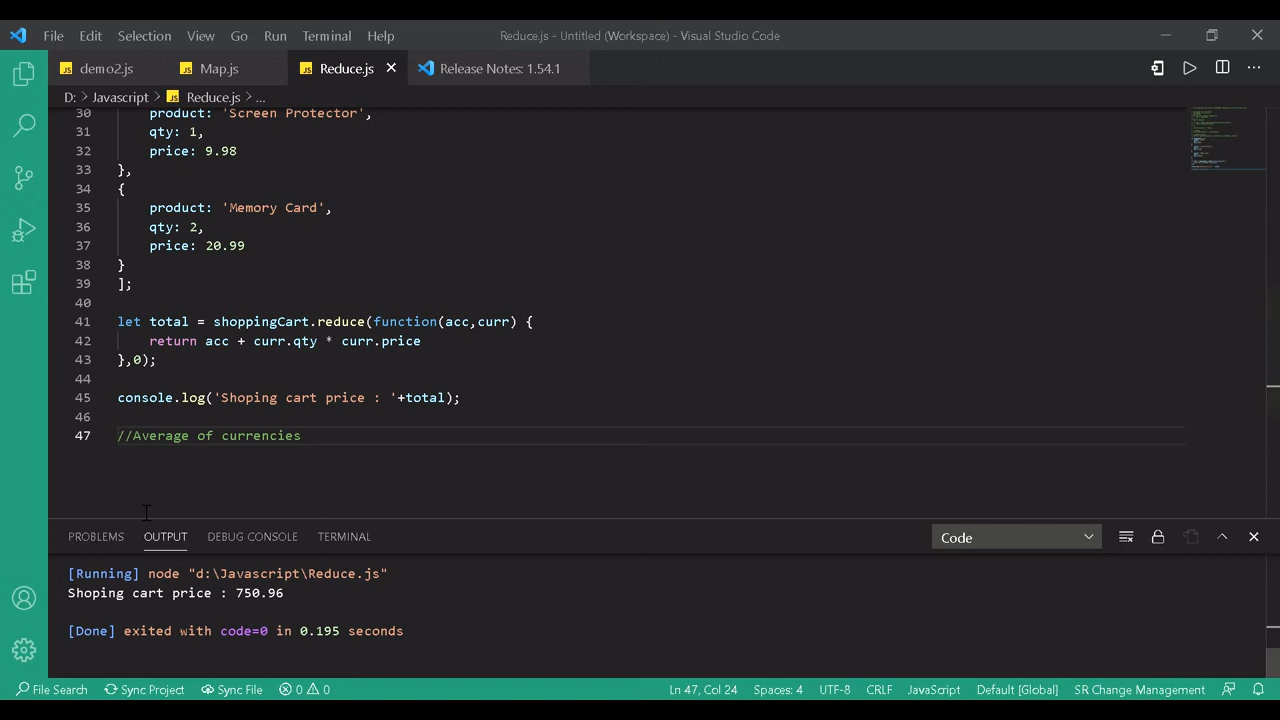 File Edit Selection View Go Run Terminal Help Reduce.js - Untitled (Workspace) - Visual Studio Code
JS demo2.js JS Map.js JS Reduce.js Release Notes: 1.54.1
D: > Javascript > JS Reduce.js > ...
30 product: 'Screen Protector',
31 qty: 1,
32 price: 9.98
33 },
34 {
35 product: 'Memory Card',
36 qty: 2,
37 price: 20.99
38 }
39 ];
40
41 let total = shoppingCart.reduce(function(acc,curr) {
42 return acc + curr.qty * curr.price
43 },0);
44
45 console.log('Shoping cart price : '+total);
46
47 //Average of currencies
PROBLEMS OUTPUT DEBUG CONSOLE TERMINAL Code
[Running] node "d:\Javascript\Reduce.js"
Shoping cart price : 750.96
[Done] exited with code=0 in 0.195 seconds
File Search Sync Project Sync File 0 0 Ln 47, Col 24 Spaces: 4 UTF-8 CRLF JavaScript Default [Global] SR Change Management